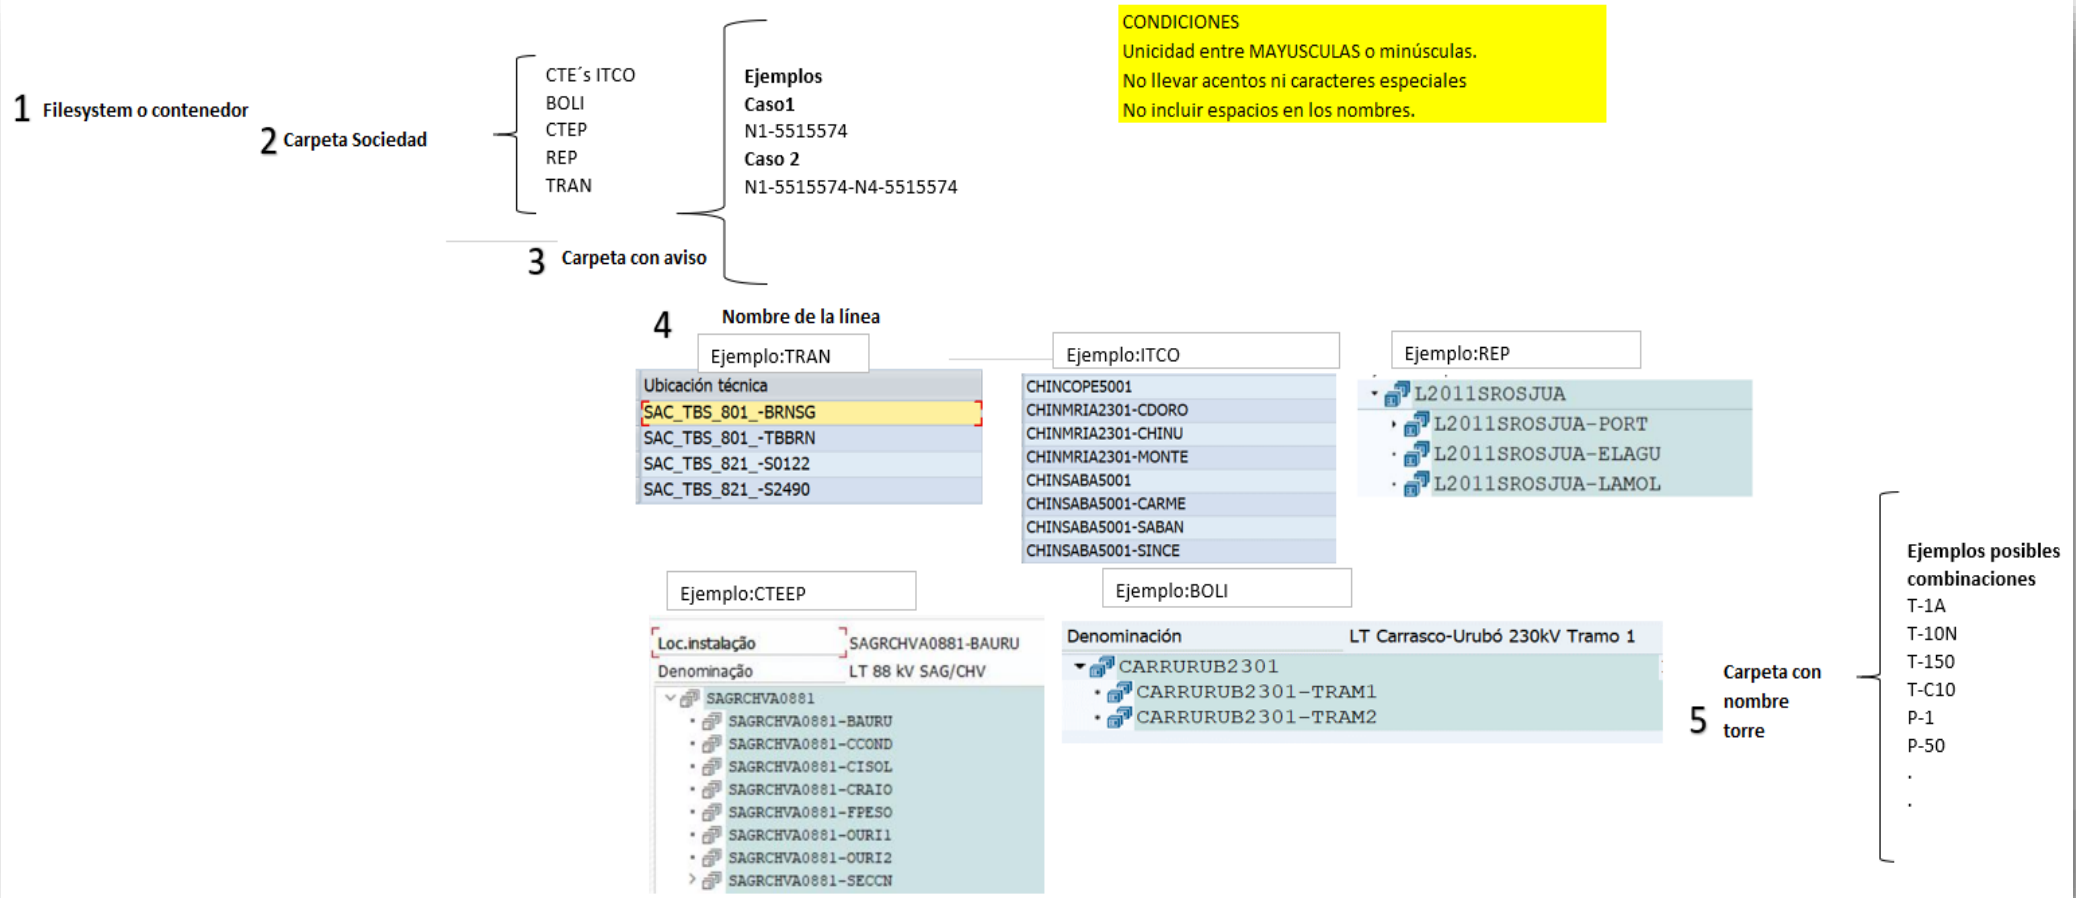 CONDICIONES
Unicidad entre MAYUSCULAS o minúsculas.
No llevar acentos ni caracteres especiales
No incluir espacios en los nombres.
1 Filesystem o contenedor
2 Carpeta Sociedad
CTE´s ITCO
BOLI
CTEP
REP
TRAN
3 Carpeta con aviso
Ejemplos
Caso1
N1-5515574
Caso 2
N1-5515574-N4-5515574
4 Nombre de la línea
Ejemplo:TRAN
Ubicación técnica
SAC_TBS_801_-BRNSG
SAC_TBS_801_-TBBRN
SAC_TBS_821_-S0122
SAC_TBS_821_-S2490
Ejemplo:ITCO
CHINCOPE5001
CHINMRIA2301-CDORO
CHINMRIA2301-CHINU
CHINMRIA2301-MONTE
CHINSABA5001
CHINSABA5001-CARME
CHINSABA5001-SABAN
CHINSABA5001-SINCE
Ejemplo:REP
L2011SROSJUA
L2011SROSJUA-PORT
L2011SROSJUA-ELAGU
L2011SROSJUA-LAMOL
Ejemplo:CTEEP
Loc.instalação SAGRCHVA0881-BAURU
Denominação LT 88 kV SAG/CHV
SAGRCHVA0881
SAGRCHVA0881-BAURU
SAGRCHVA0881-CCOND
SAGRCHVA0881-CISOL
SAGRCHVA0881-CRAIO
SAGRCHVA0881-FPESO
SAGRCHVA0881-OURI1
SAGRCHVA0881-OURI2
SAGRCHVA0881-SECCN
Ejemplo:BOLI
Denominación LT Carrasco-Urubó 230kV Tramo 1
CARRURUB2301
CARRURUB2301-TRAM1
CARRURUB2301-TRAM2
5 Carpeta con
nombre
torre
Ejemplos posibles
combinaciones
T-1A
T-10N
T-150
T-C10
P-1
P-50
.
.